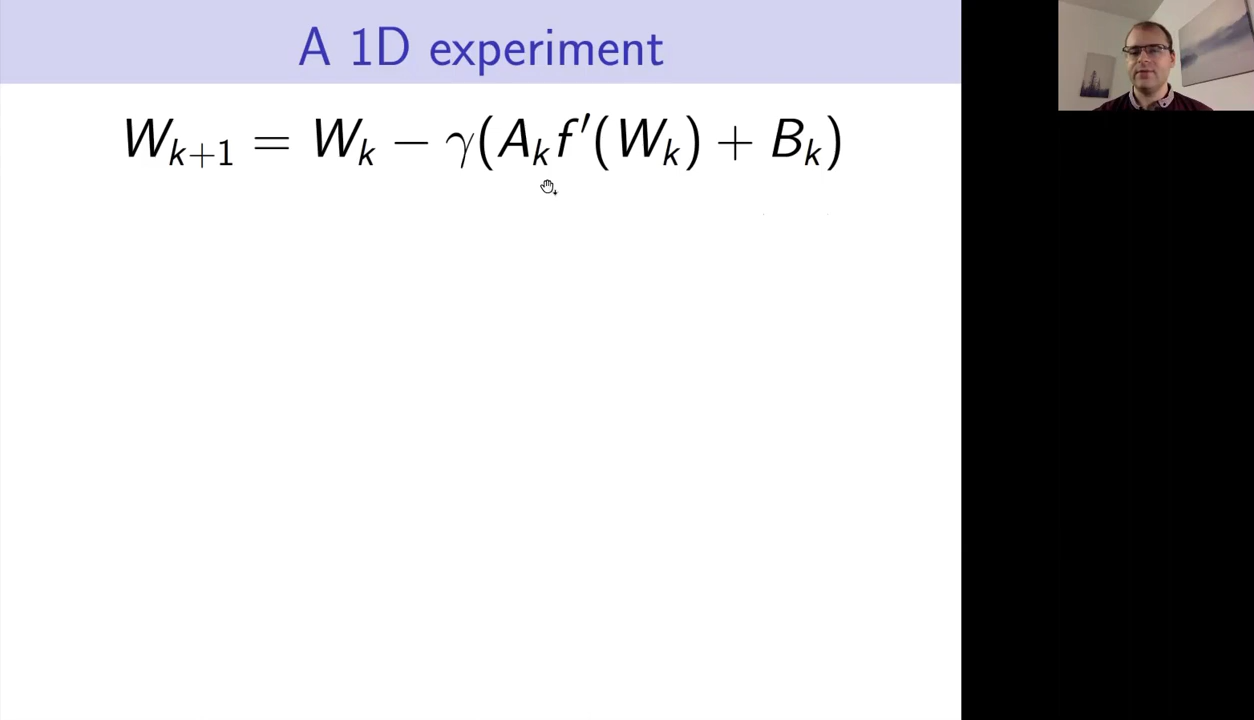 A 1D experiment
W_{k+1} = W_k − γ(A_k f′(W_k) + B_k)